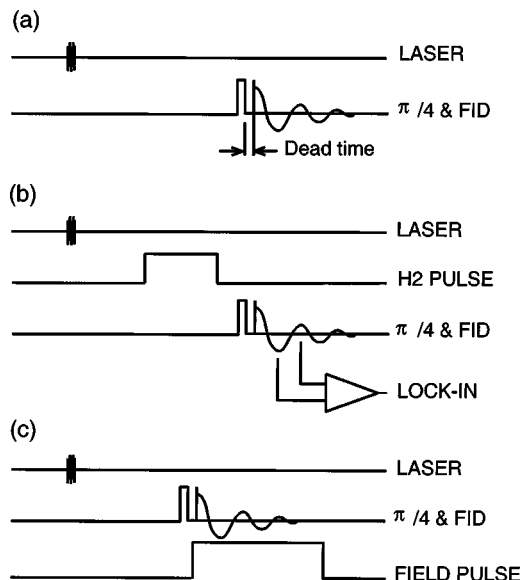 (a)
LASER
π /4 & FID
Dead time
(b)
LASER
H2 PULSE
π /4 & FID
LOCK-IN
(c)
LASER
π /4 & FID
FIELD PULSE